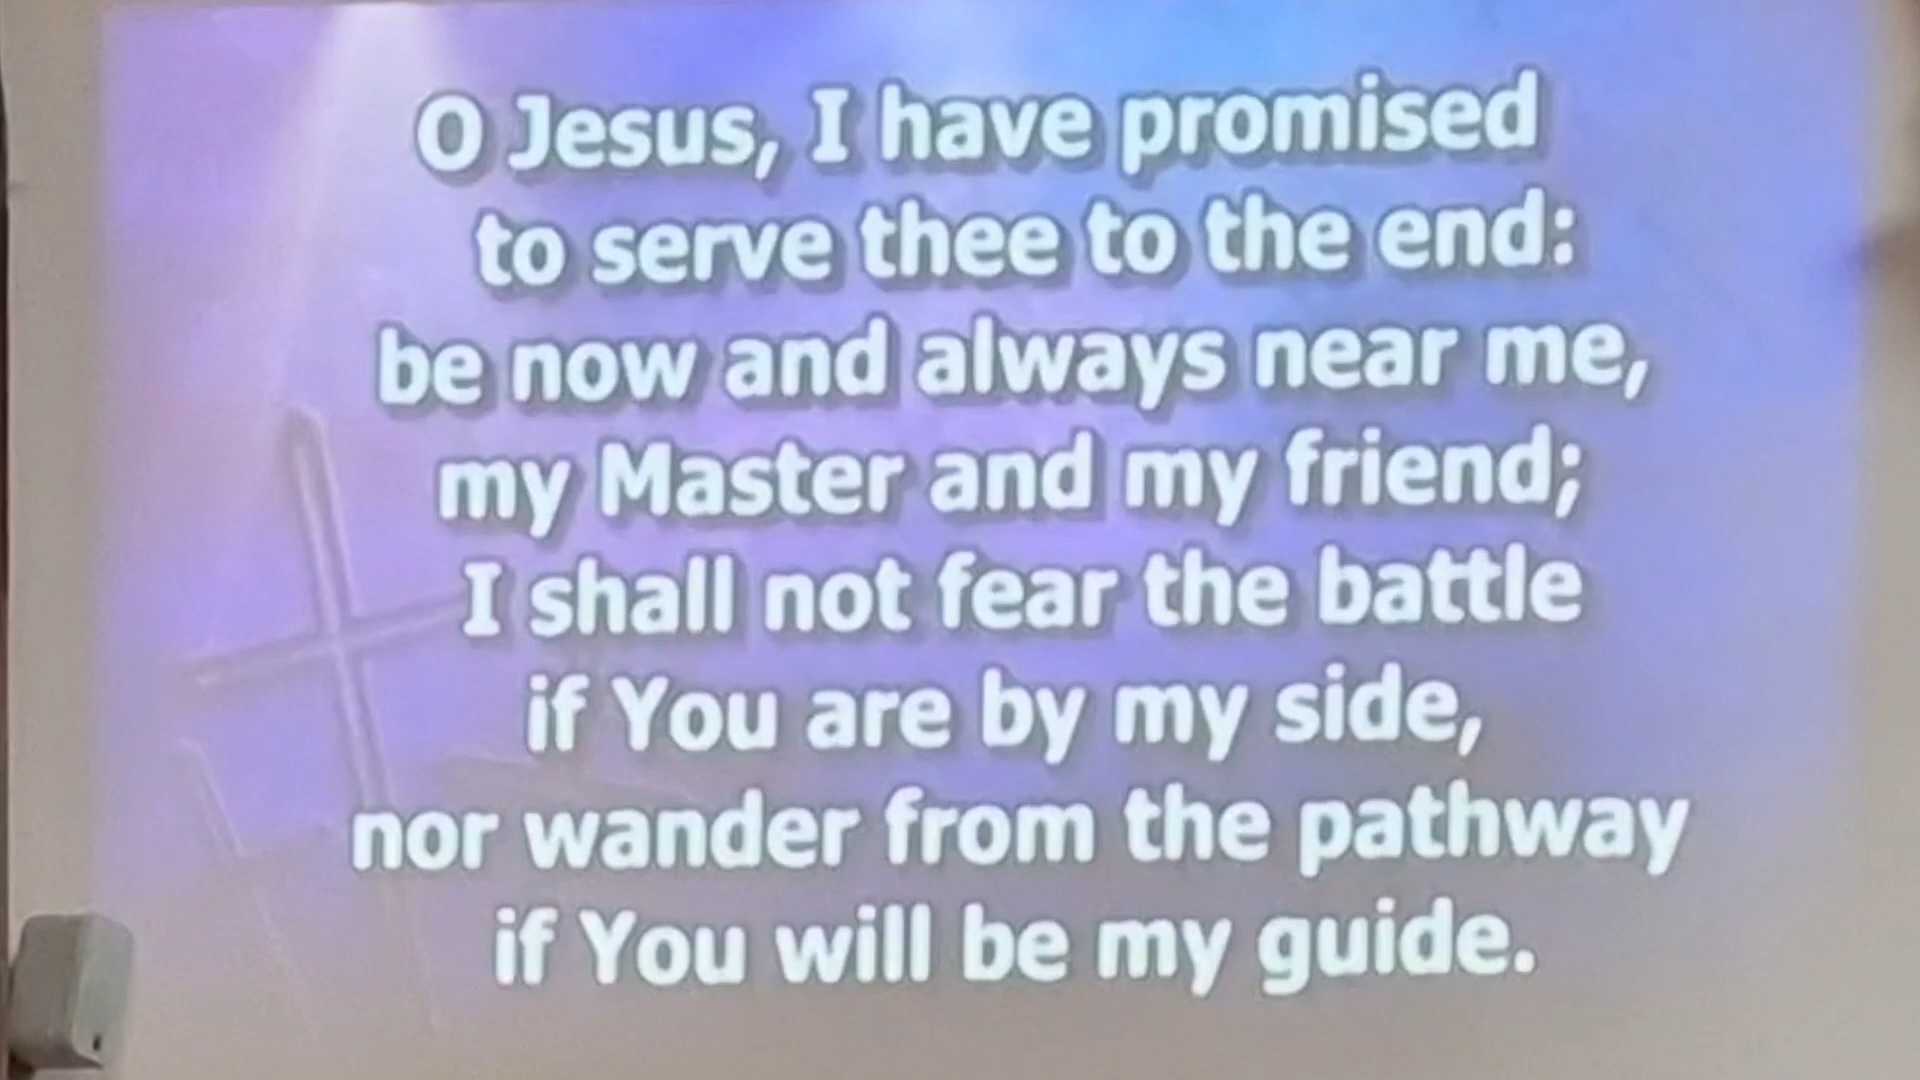 O Jesus, I have promised
to serve thee to the end:
be now and always near me,
my Master and my friend;
I shall not fear the battle
if You are by my side,
nor wander from the pathway
if You will be my guide.